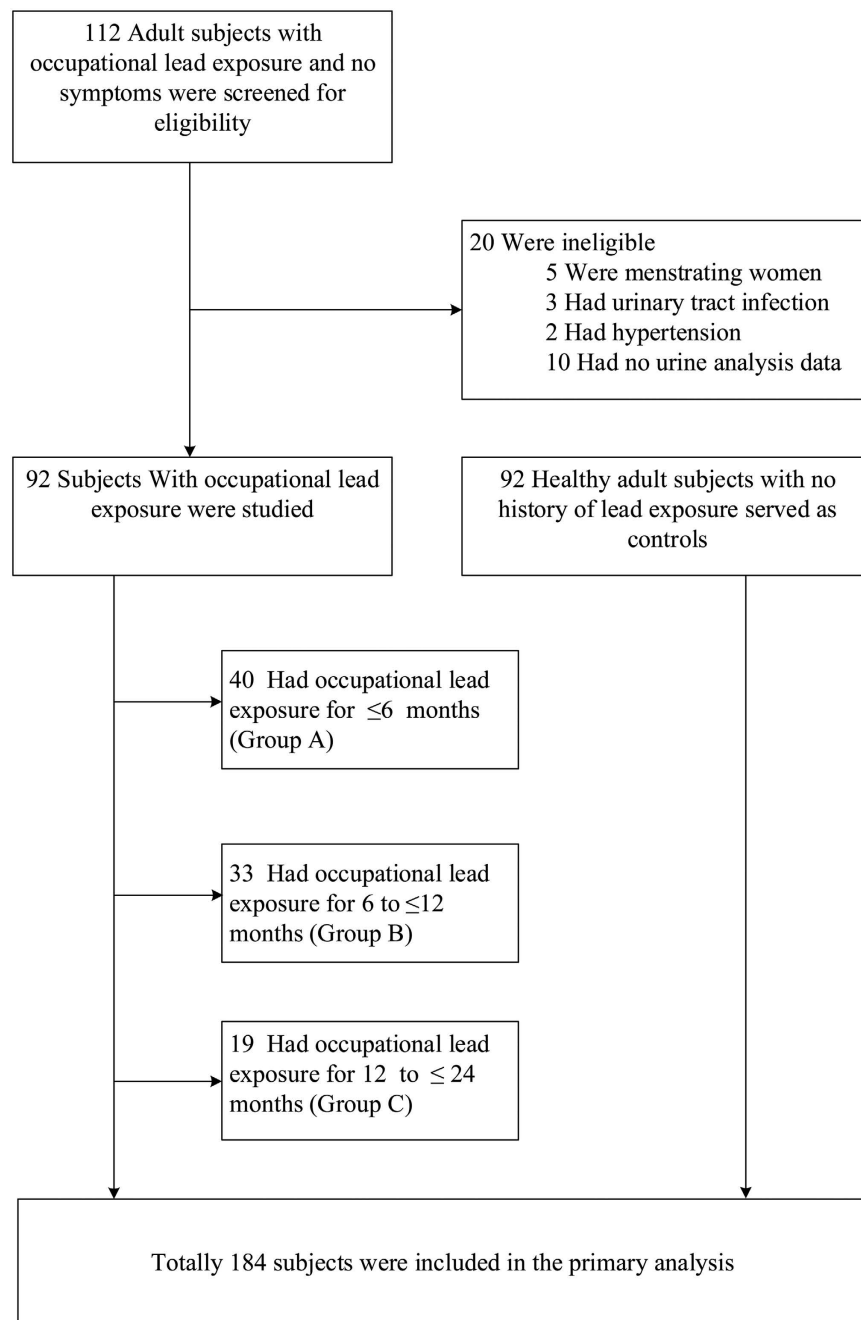 112 Adult subjects with
occupational lead exposure and no
symptoms were screened for
eligibility
20 Were ineligible
5 Were menstrating women
3 Had urinary tract infection
2 Had hypertension
10 Had no urine analysis data
92 Subjects With occupational lead
exposure were studied
92 Healthy adult subjects with no
history of lead exposure served as
controls
40 Had occupational lead
exposure for ≤6 months
(Group A)
33 Had occupational lead
exposure for 6 to ≤12
months (Group B)
19 Had occupational lead
exposure for 12 to ≤ 24
months (Group C)
Totally 184 subjects were included in the primary analysis